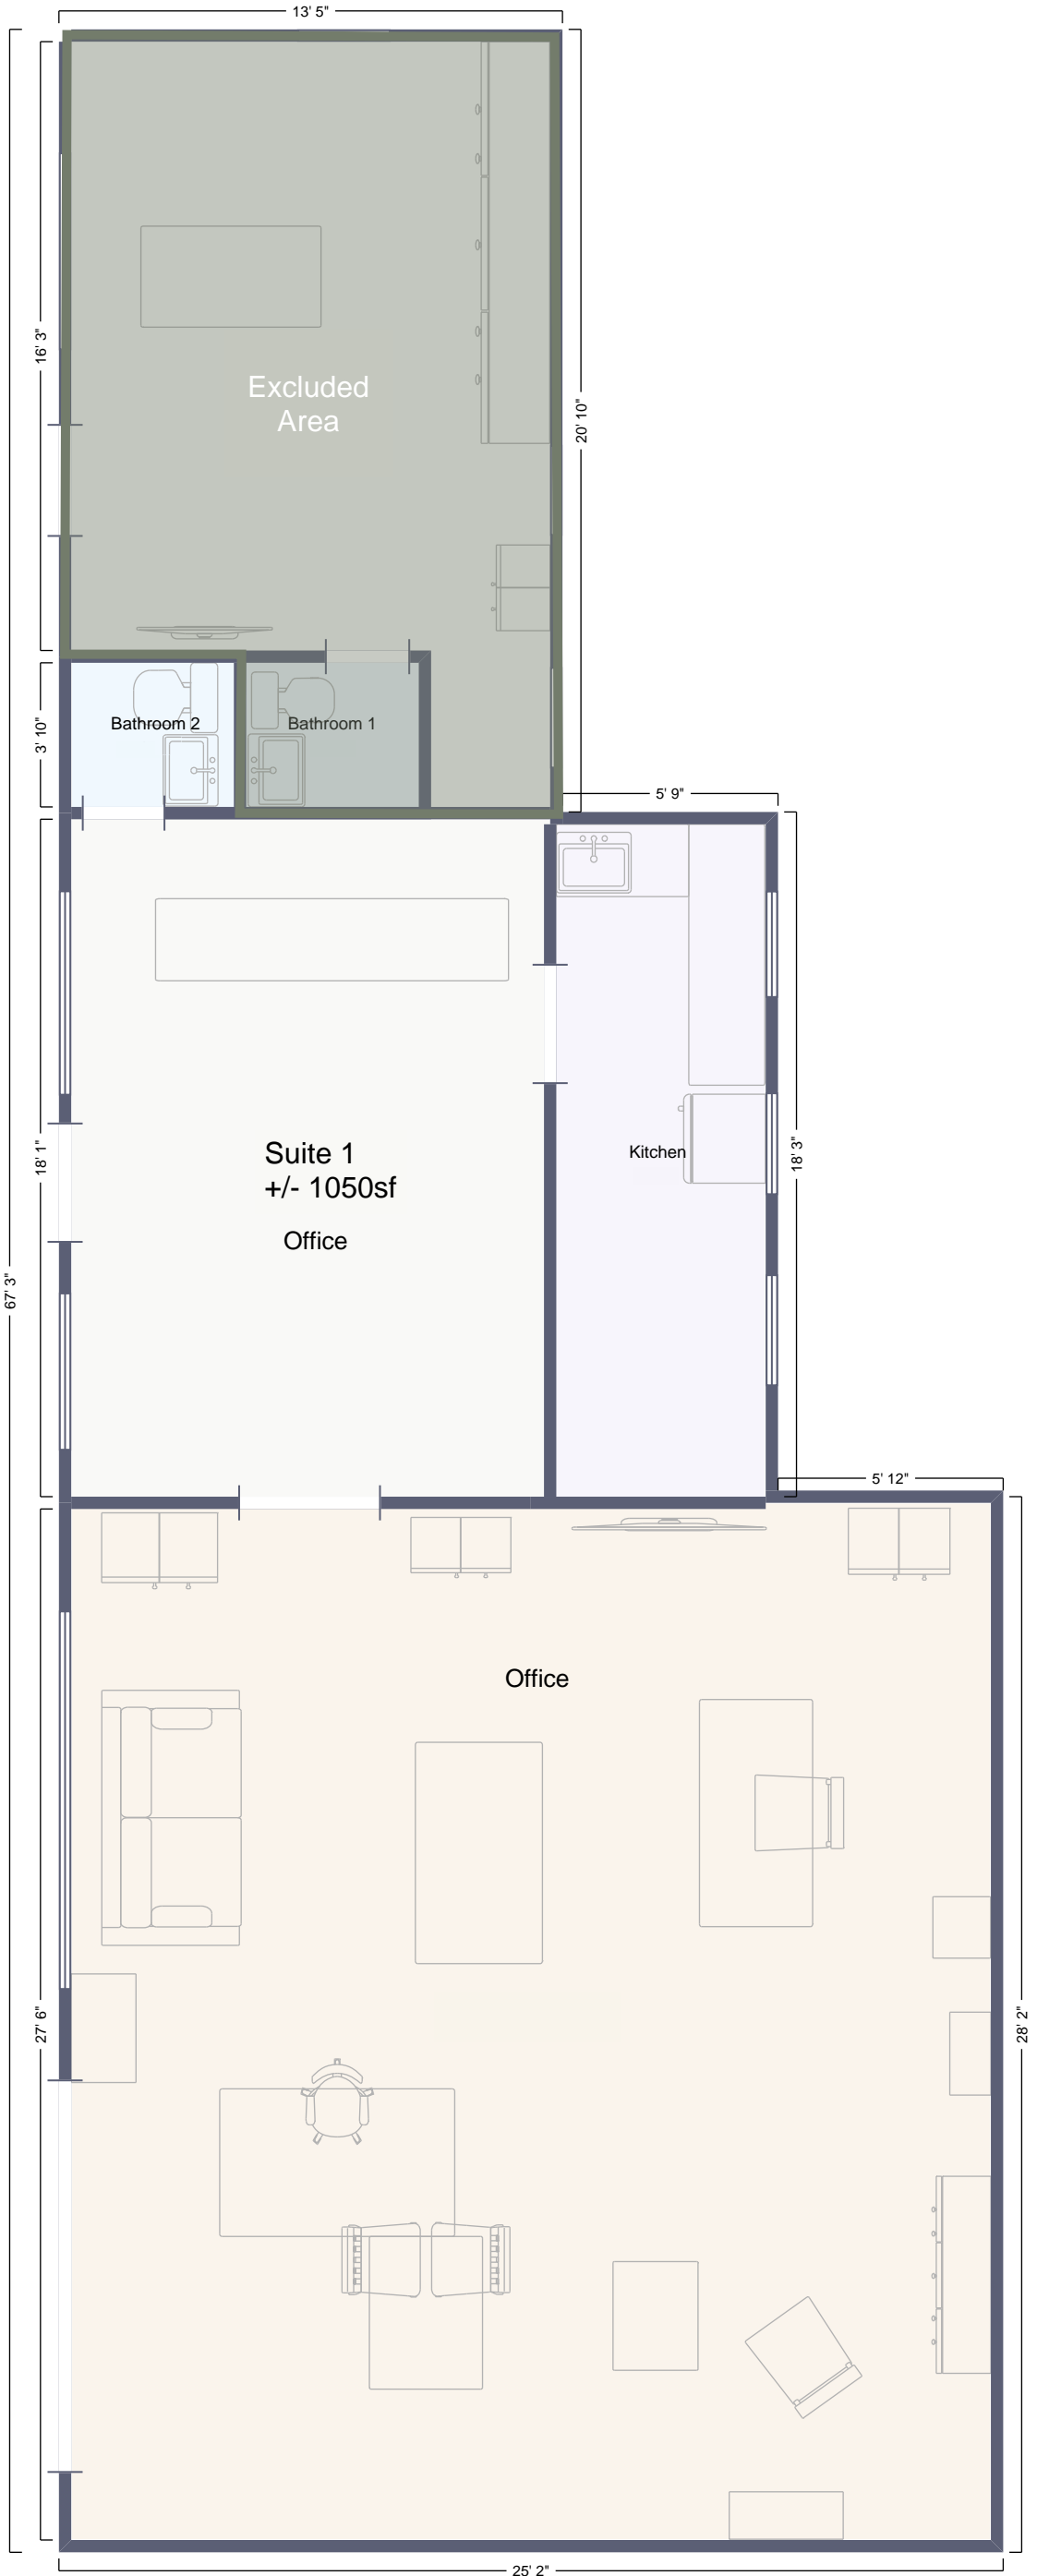 13' 5"
16' 3"
Excluded
Area
20' 10"
3' 10"
Bathroom 2
Bathroom 1
5' 9"
18' 1"
Suite 1
+/- 1050sf
Office
Kitchen
18' 3"
67' 3"
5' 12"
Office
27' 6"
28' 2"
25' 2"